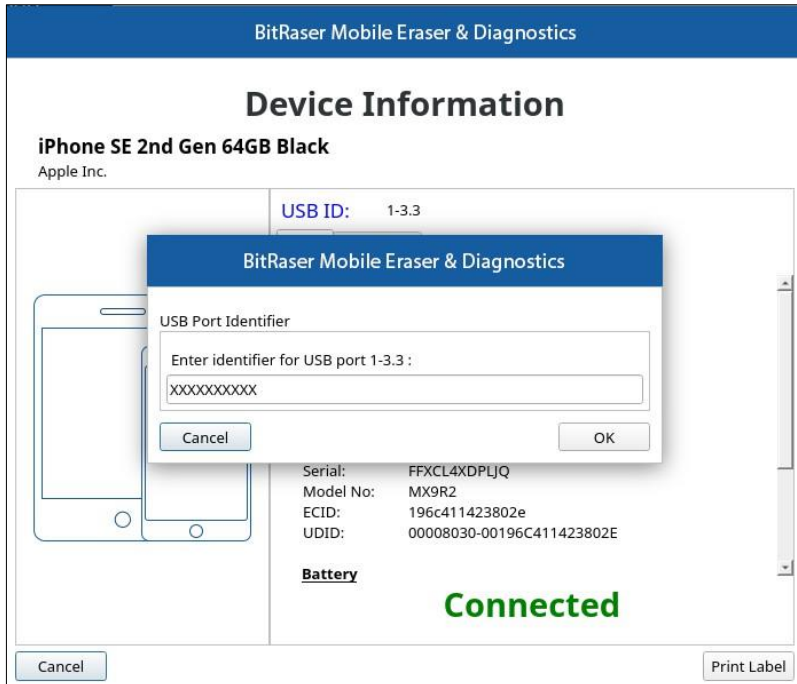 BitRaser Mobile Eraser & Diagnostics
Device Information
iPhone SE 2nd Gen 64GB Black
Apple Inc.
USB ID: 1-3.3
BitRaser Mobile Eraser & Diagnostics
USB Port Identifier
Enter identifier for USB port 1-3.3 :
XXXXXXXXXX
Cancel OK
Serial: FFXCL4XDPLJQ
Model No: MX9R2
ECID: 196c411423802e
UDID: 00008030-00196C411423802E
Battery
Connected
Cancel Print Label